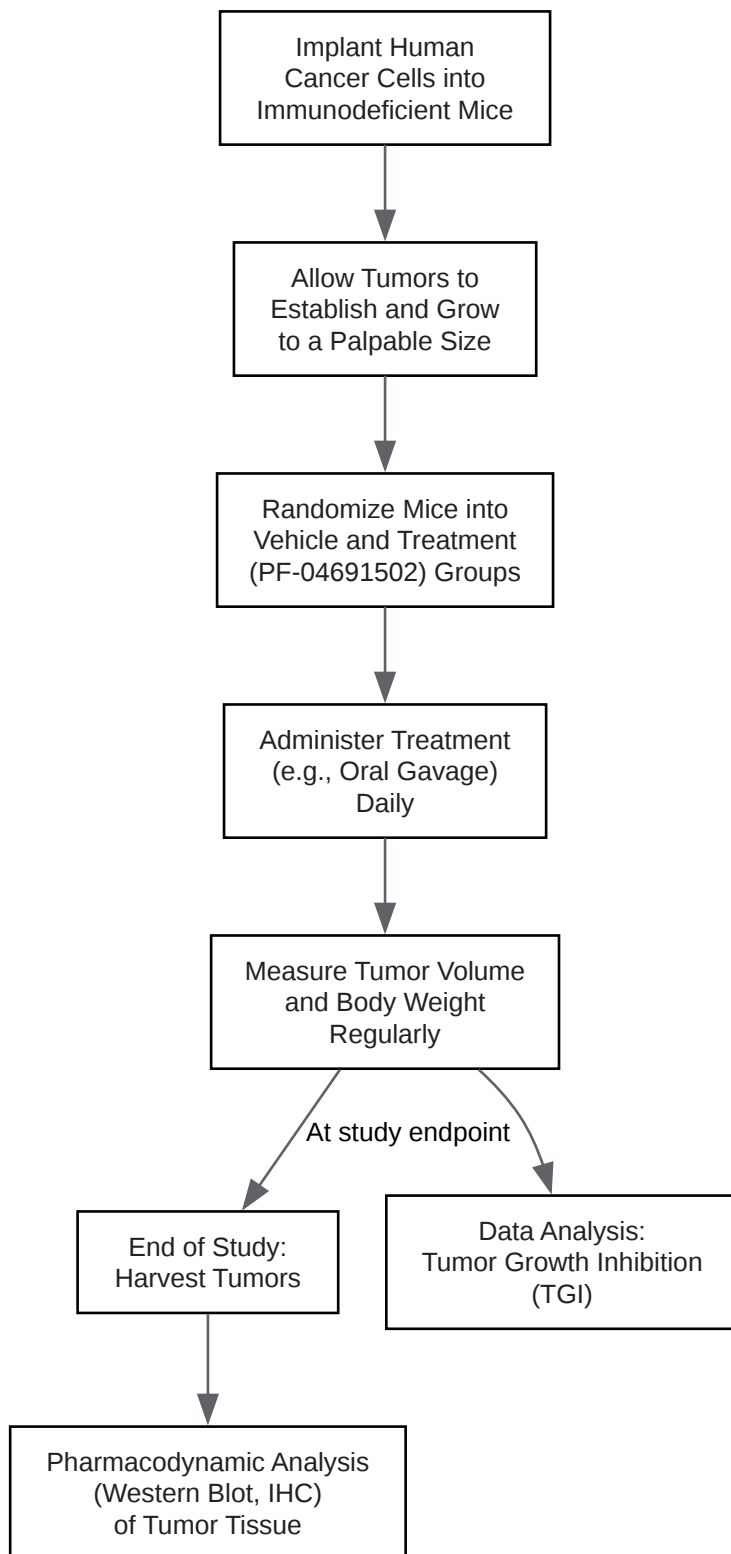 Implant Human
Cancer Cells into
Immunodeficient Mice
Allow Tumors to
Establish and Grow
to a Palpable Size
Randomize Mice into
Vehicle and Treatment
(PF-04691502) Groups
Administer Treatment
(e.g., Oral Gavage)
Daily
Measure Tumor Volume
and Body Weight
Regularly
At study endpoint
End of Study:
Harvest Tumors
Data Analysis:
Tumor Growth Inhibition
(TGI)
Pharmacodynamic Analysis
(Western Blot, IHC)
of Tumor Tissue